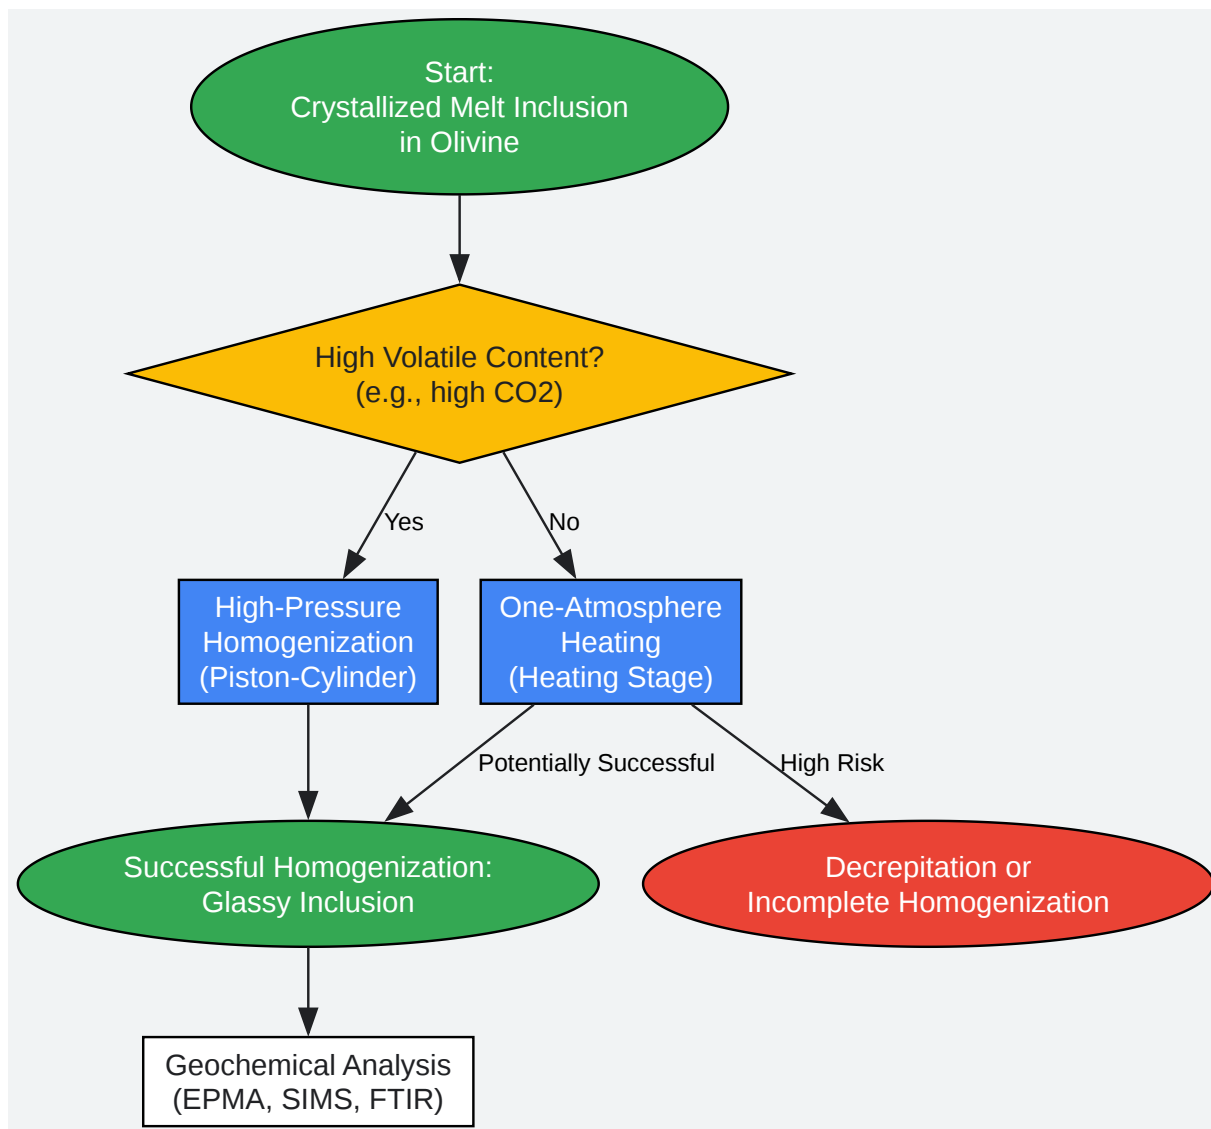 Start:
Crystallized Melt Inclusion
in Olivine
High Volatile Content?
(e.g., high CO2)
Yes
No
High-Pressure
Homogenization
(Piston-Cylinder)
One-Atmosphere
Heating
(Heating Stage)
Potentially Successful
High Risk
Successful Homogenization:
Glassy Inclusion
Decrepitation or
Incomplete Homogenization
Geochemical Analysis
(EPMA, SIMS, FTIR)